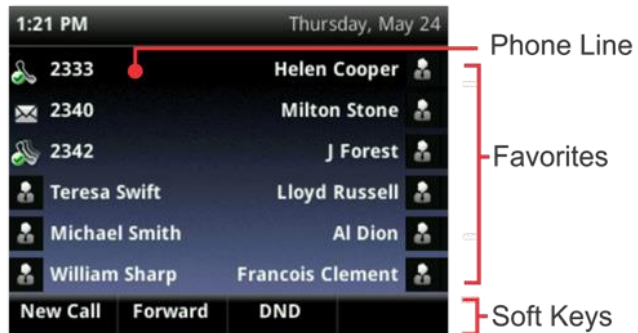 1:21 PM Thursday, May 24
Phone Line
2333 Helen Cooper
2340 Milton Stone
2342 J Forest
Favorites
Teresa Swift Lloyd Russell
Michael Smith Al Dion
William Sharp Francois Clement
New Call Forward DND
Soft Keys